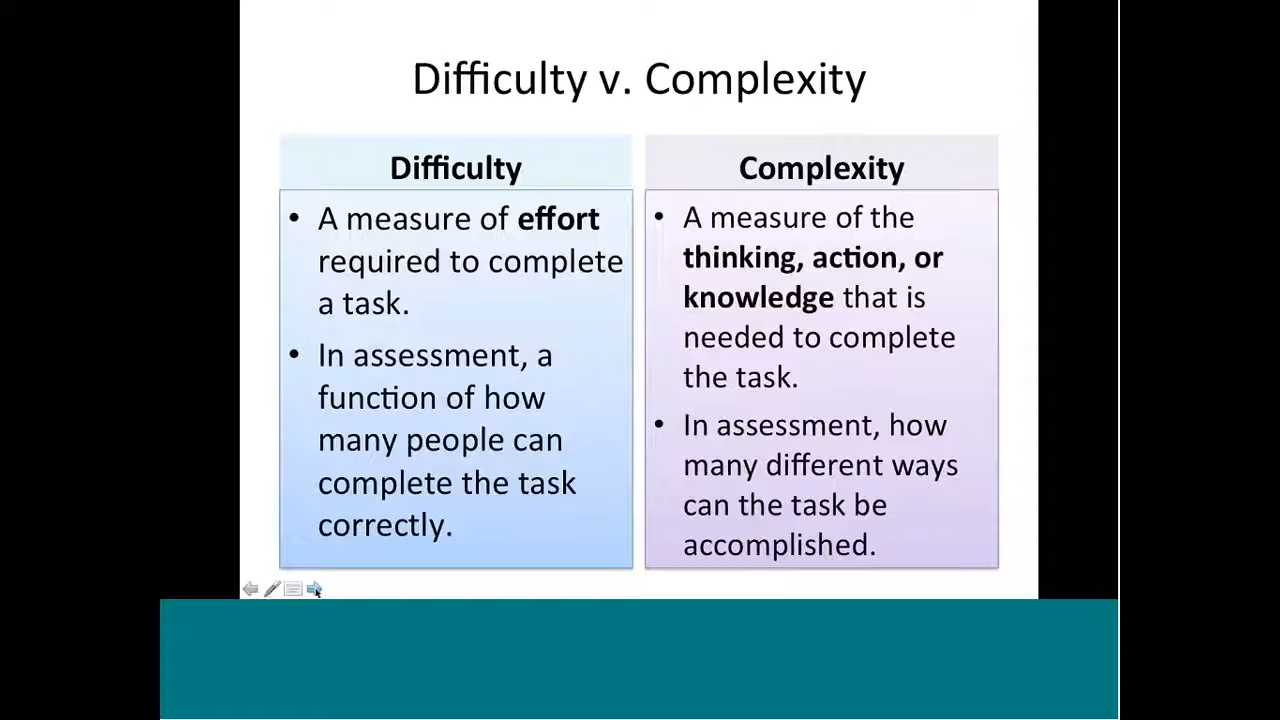 Difficulty v. Complexity
Difficulty
• A measure of effort
required to complete
a task.
• In assessment, a
function of how
many people can
complete the task
correctly.
Complexity
• A measure of the
thinking, action, or
knowledge that is
needed to complete
the task.
• In assessment, how
many different ways
can the task be
accomplished.